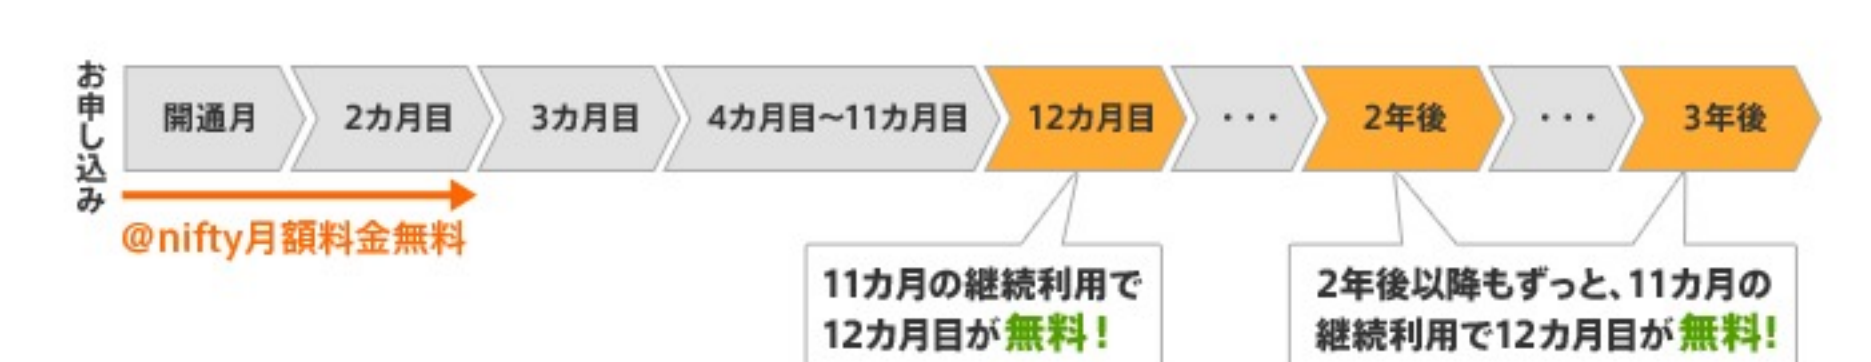 お申し込み
開通月
2カ月目
3カ月目
4カ月目〜11カ月目
12カ月目
・・・
2年後
・・・
3年後
@nifty月額料金無料
11カ月の継続利用で
12カ月目が無料!
2年後以降もずっと、11カ月の
継続利用で12カ月目が無料!